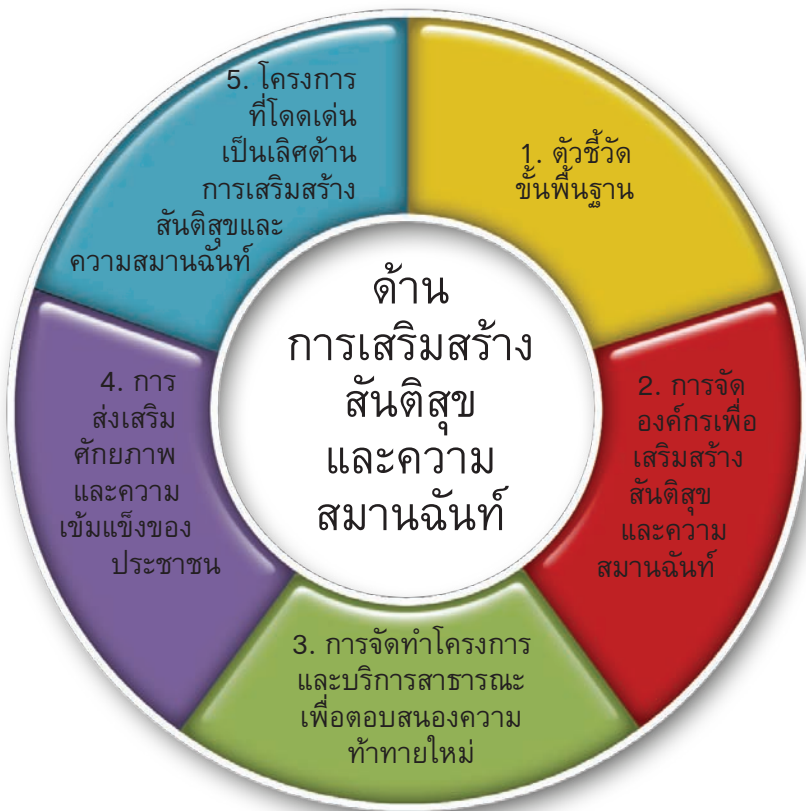 ด้าน
การเสริมสร้าง
สันติสุข
และความ
สมานฉันท์
1. ตัวชี้วัด
ขั้นพื้นฐาน
2. การจัด
องค์กรเพื่อ
เสริมสร้าง
สันติสุข
และความ
สมานฉันท์
3. การจัดทำโครงการ
และบริการสาธารณะ
เพื่อตอบสนองความ
ท้าทายใหม่
4. การ
ส่งเสริม
ศักยภาพ
และความ
เข้มแข็งของ
ประชาชน
5. โครงการ
ที่โดดเด่น
เป็นเลิศด้าน
การเสริมสร้าง
สันติสุขและ
ความสมานฉันท์